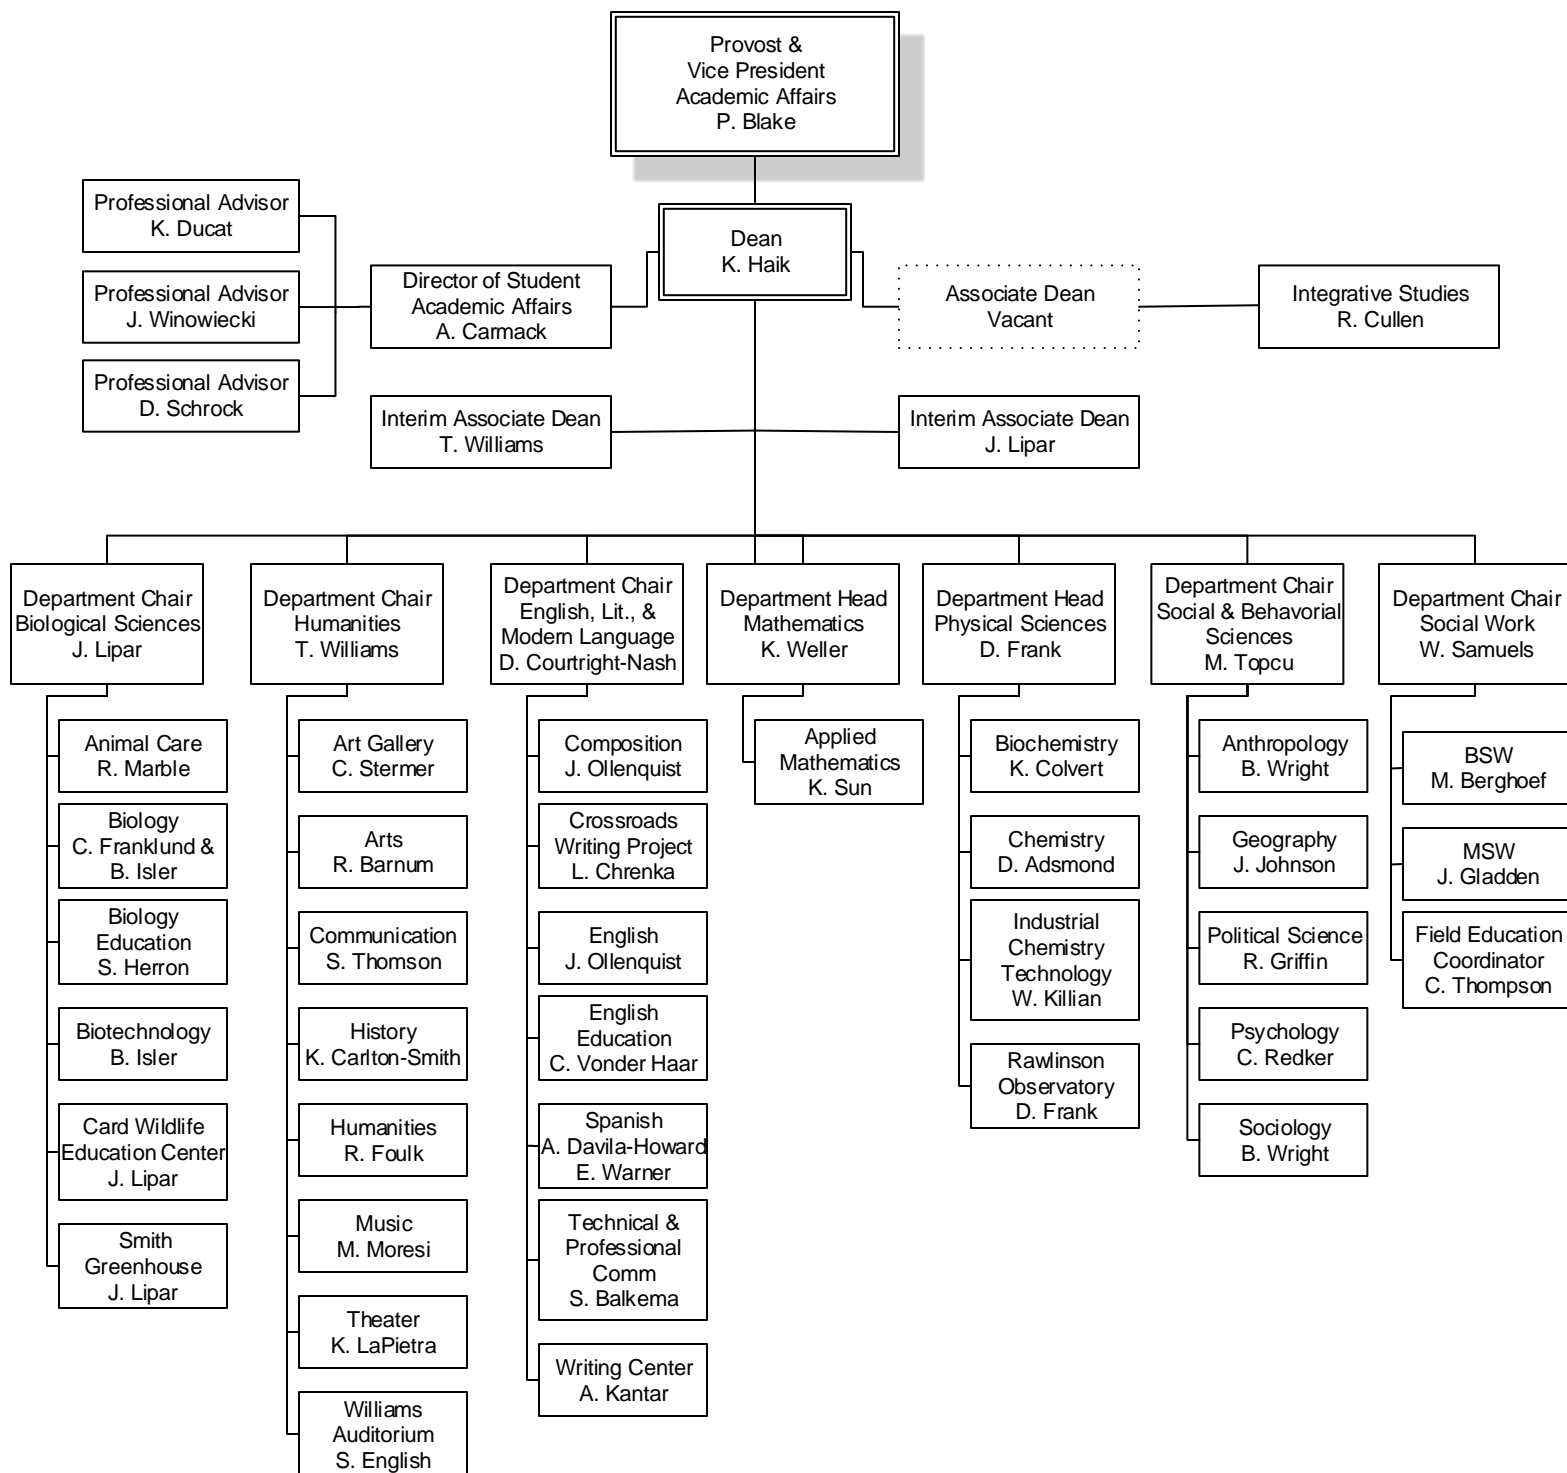 Provost &
Vice President
Academic Affairs
P. Blake
Professional Advisor
K. Ducat
Dean
K. Haik
Professional Advisor
J. Winowiecki
Director of Student
Academic Affairs
A. Carmack
Associate Dean
Vacant
Integrative Studies
R. Cullen
Professional Advisor
D. Schrock
Interim Associate Dean
T. Williams
Interim Associate Dean
J. Lipar
Department Chair
Biological Sciences
J. Lipar
Department Chair
Humanities
T. Williams
Department Chair
English, Lit., &
Modern Language
D. Courtright-Nash
Department Head
Mathematics
K. Weller
Department Head
Physical Sciences
D. Frank
Department Chair
Social & Behavorial
Sciences
M. Topcu
Department Chair
Social Work
W. Samuels
Animal Care
R. Marble
Biology
C. Franklund &
B. Isler
Biology
Education
S. Herron
Biotechnology
B. Isler
Card Wildlife
Education Center
J. Lipar
Smith
Greenhouse
J. Lipar
Art Gallery
C. Stermer
Arts
R. Barnum
Communication
S. Thomson
History
K. Carlton-Smith
Humanities
R. Foulk
Music
M. Moresi
Theater
K. LaPietra
Williams
Auditorium
S. English
Composition
J. Ollenquist
Crossroads
Writing Project
L. Chrenka
English
J. Ollenquist
English
Education
C. Vonder Haar
Spanish
A. Davila-Howard
E. Warner
Technical &
Professional
Comm
S. Balkema
Writing Center
A. Kantar
Applied
Mathematics
K. Sun
Biochemistry
K. Colvert
Chemistry
D. Adsmond
Industrial
Chemistry
Technology
W. Killian
Rawlinson
Observatory
D. Frank
Anthropology
B. Wright
Geography
J. Johnson
Political Science
R. Griffin
Psychology
C. Redker
Sociology
B. Wright
BSW
M. Berghoef
MSW
J. Gladden
Field Education
Coordinator
C. Thompson